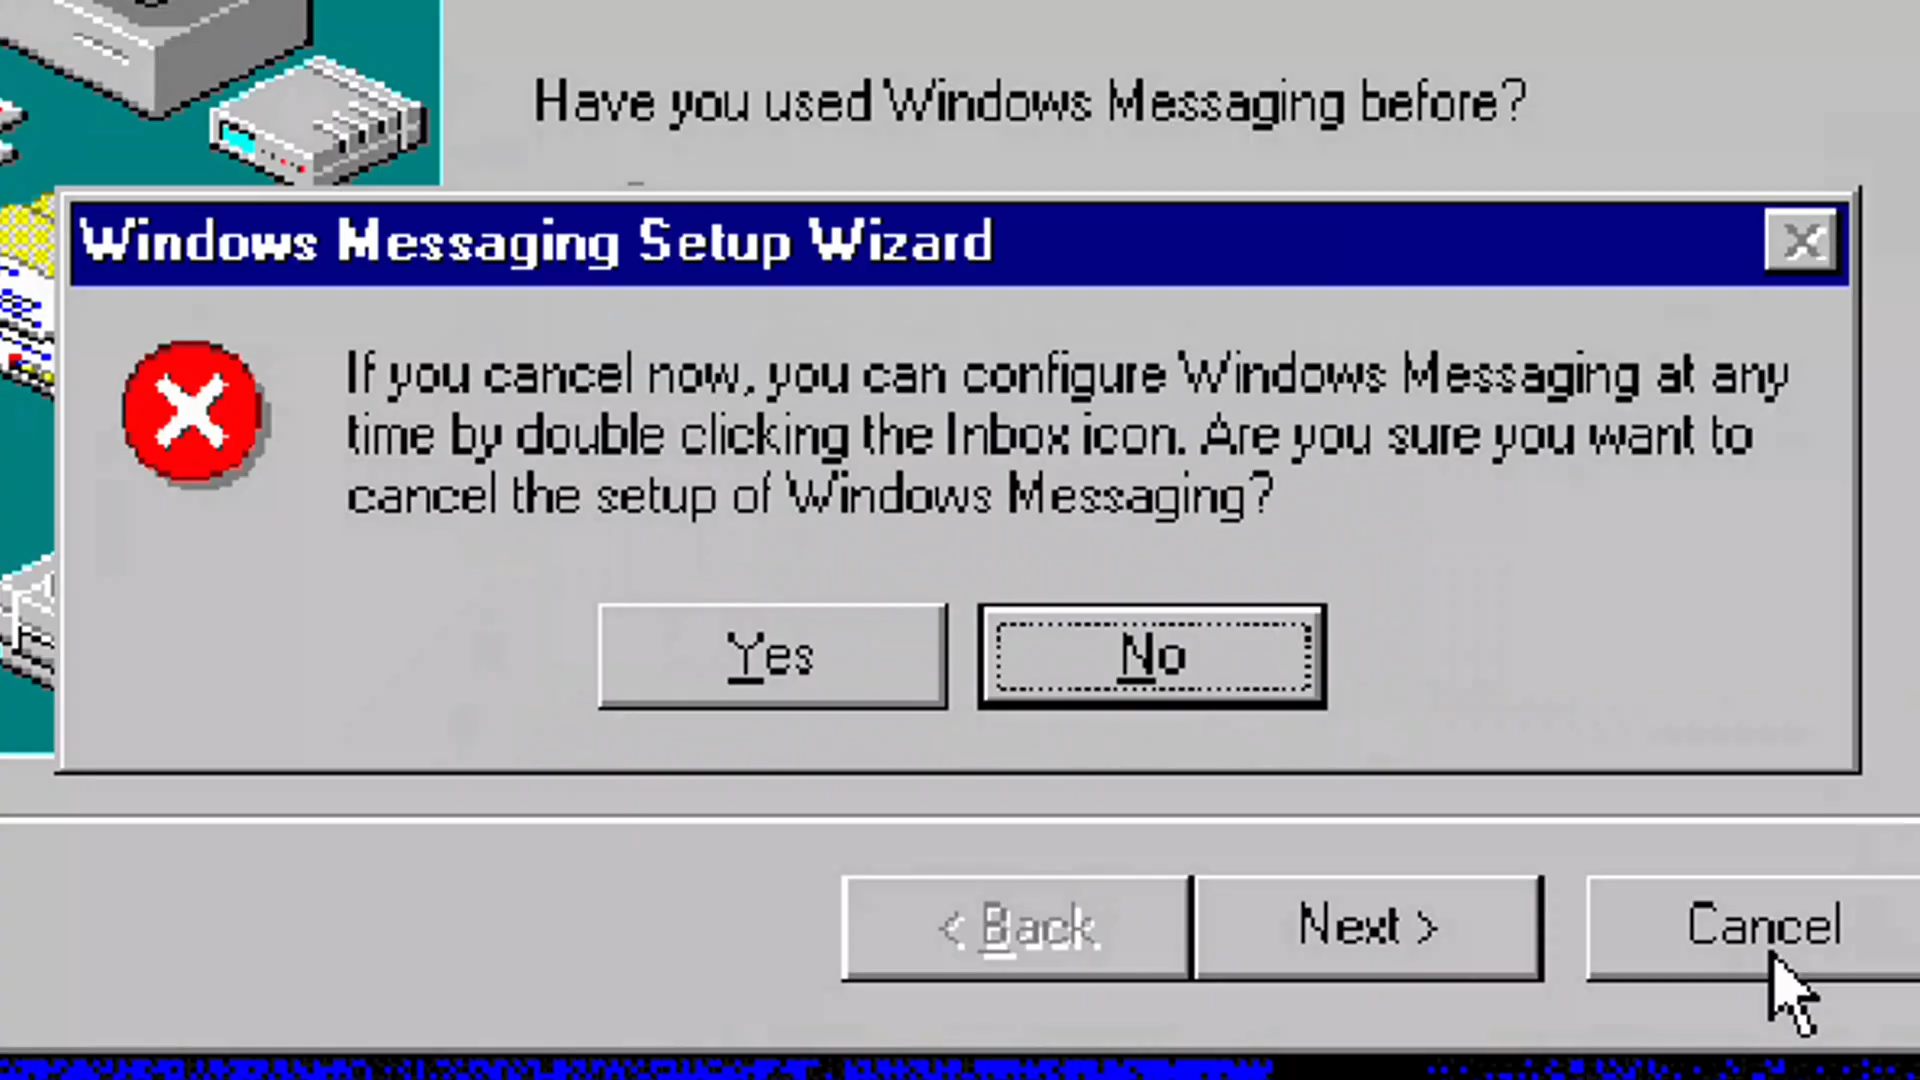 Have you used Windows Messaging before?
Windows Messaging Setup Wizard
If you cancel now, you can configure Windows Messaging at any
time by double clicking the Inbox icon. Are you sure you want to
cancel the setup of Windows Messaging?
Yes No
< Back Next > Cancel